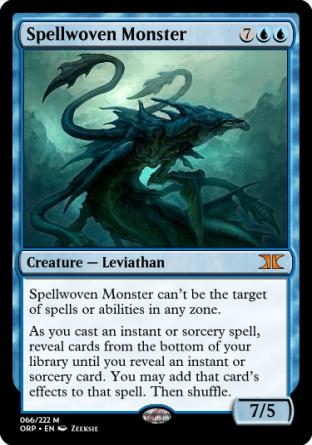 Spellwoven Monster 7
Creature — Leviathan
Spellwoven Monster can't be the target
of spells or abilities in any zone.
As you cast an instant or sorcery spell,
reveal cards from the bottom of your
library until you reveal an instant or
sorcery card. You may add that card's
effects to that spell. Then shuffle.
7/5
066/222 M
ORP • EN Zeeksie